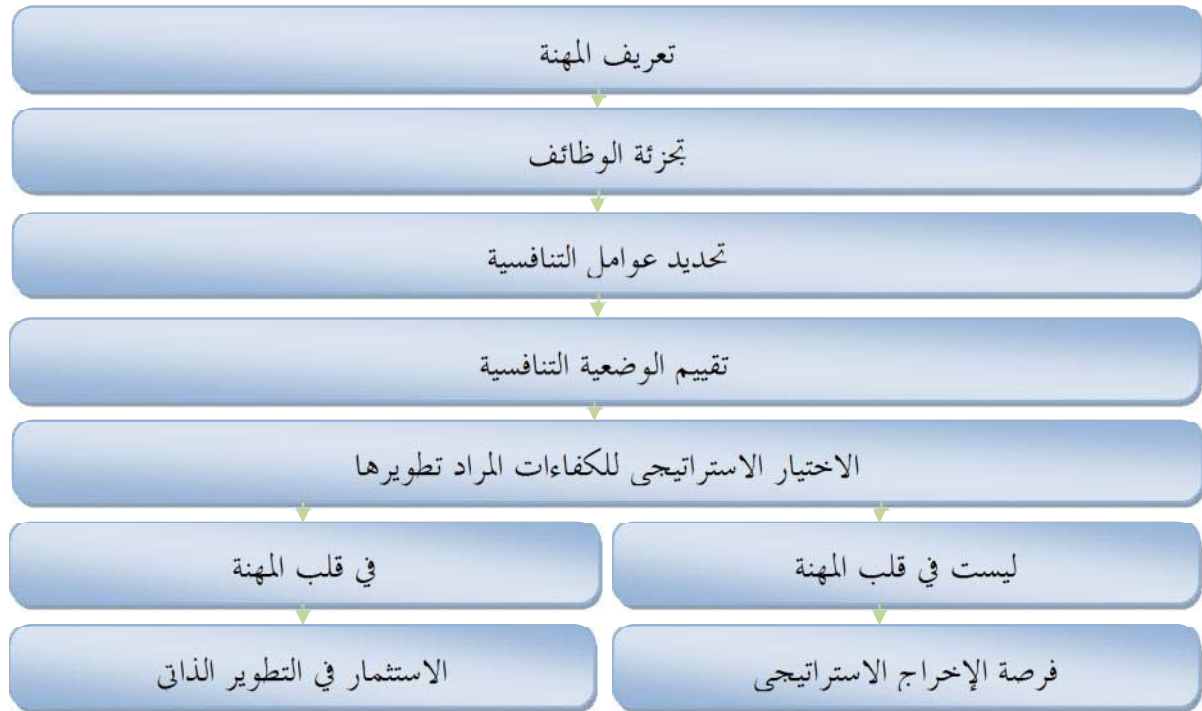 تعريف المهنة
تجزئة الوظائف
تحديد عوامل التنافسية
تقييم الوضعية التنافسية
الاختيار الاستراتيجي للكفاءات المراد تطويرها
ليست في قلب المهنة
في قلب المهنة
فرصة الإخراج الاستراتيجي
الاستثمار في التطوير الذاتي